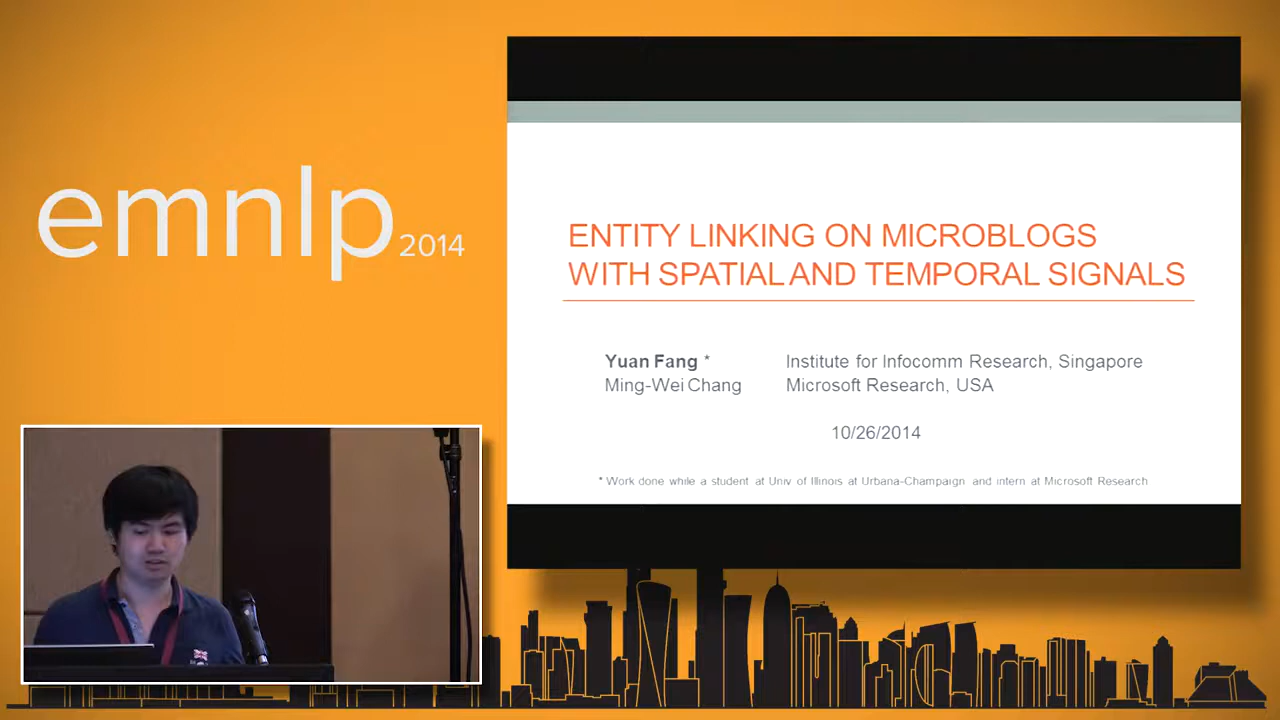 emnlp 2014
ENTITY LINKING ON MICROBLOGS
WITH SPATIAL AND TEMPORAL SIGNALS
Yuan Fang * Institute for Infocomm Research, Singapore
Ming-Wei Chang Microsoft Research, USA
10/26/2014
* Work done while a student at Univ of Illinois at Urbana-Champaign and intern at Microsoft Research